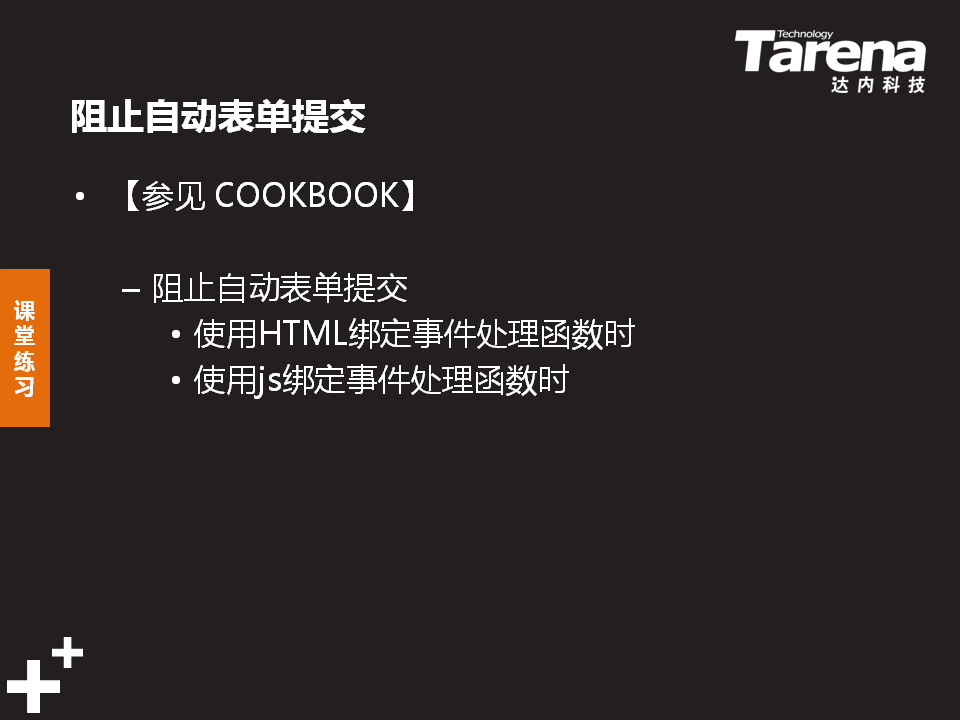 Technology
Tarena
达内科技
阻止自动表单提交
• 【参见 COOKBOOK】
– 阻止自动表单提交
• 使用HTML绑定事件处理函数时
• 使用js绑定事件处理函数时
课堂练习